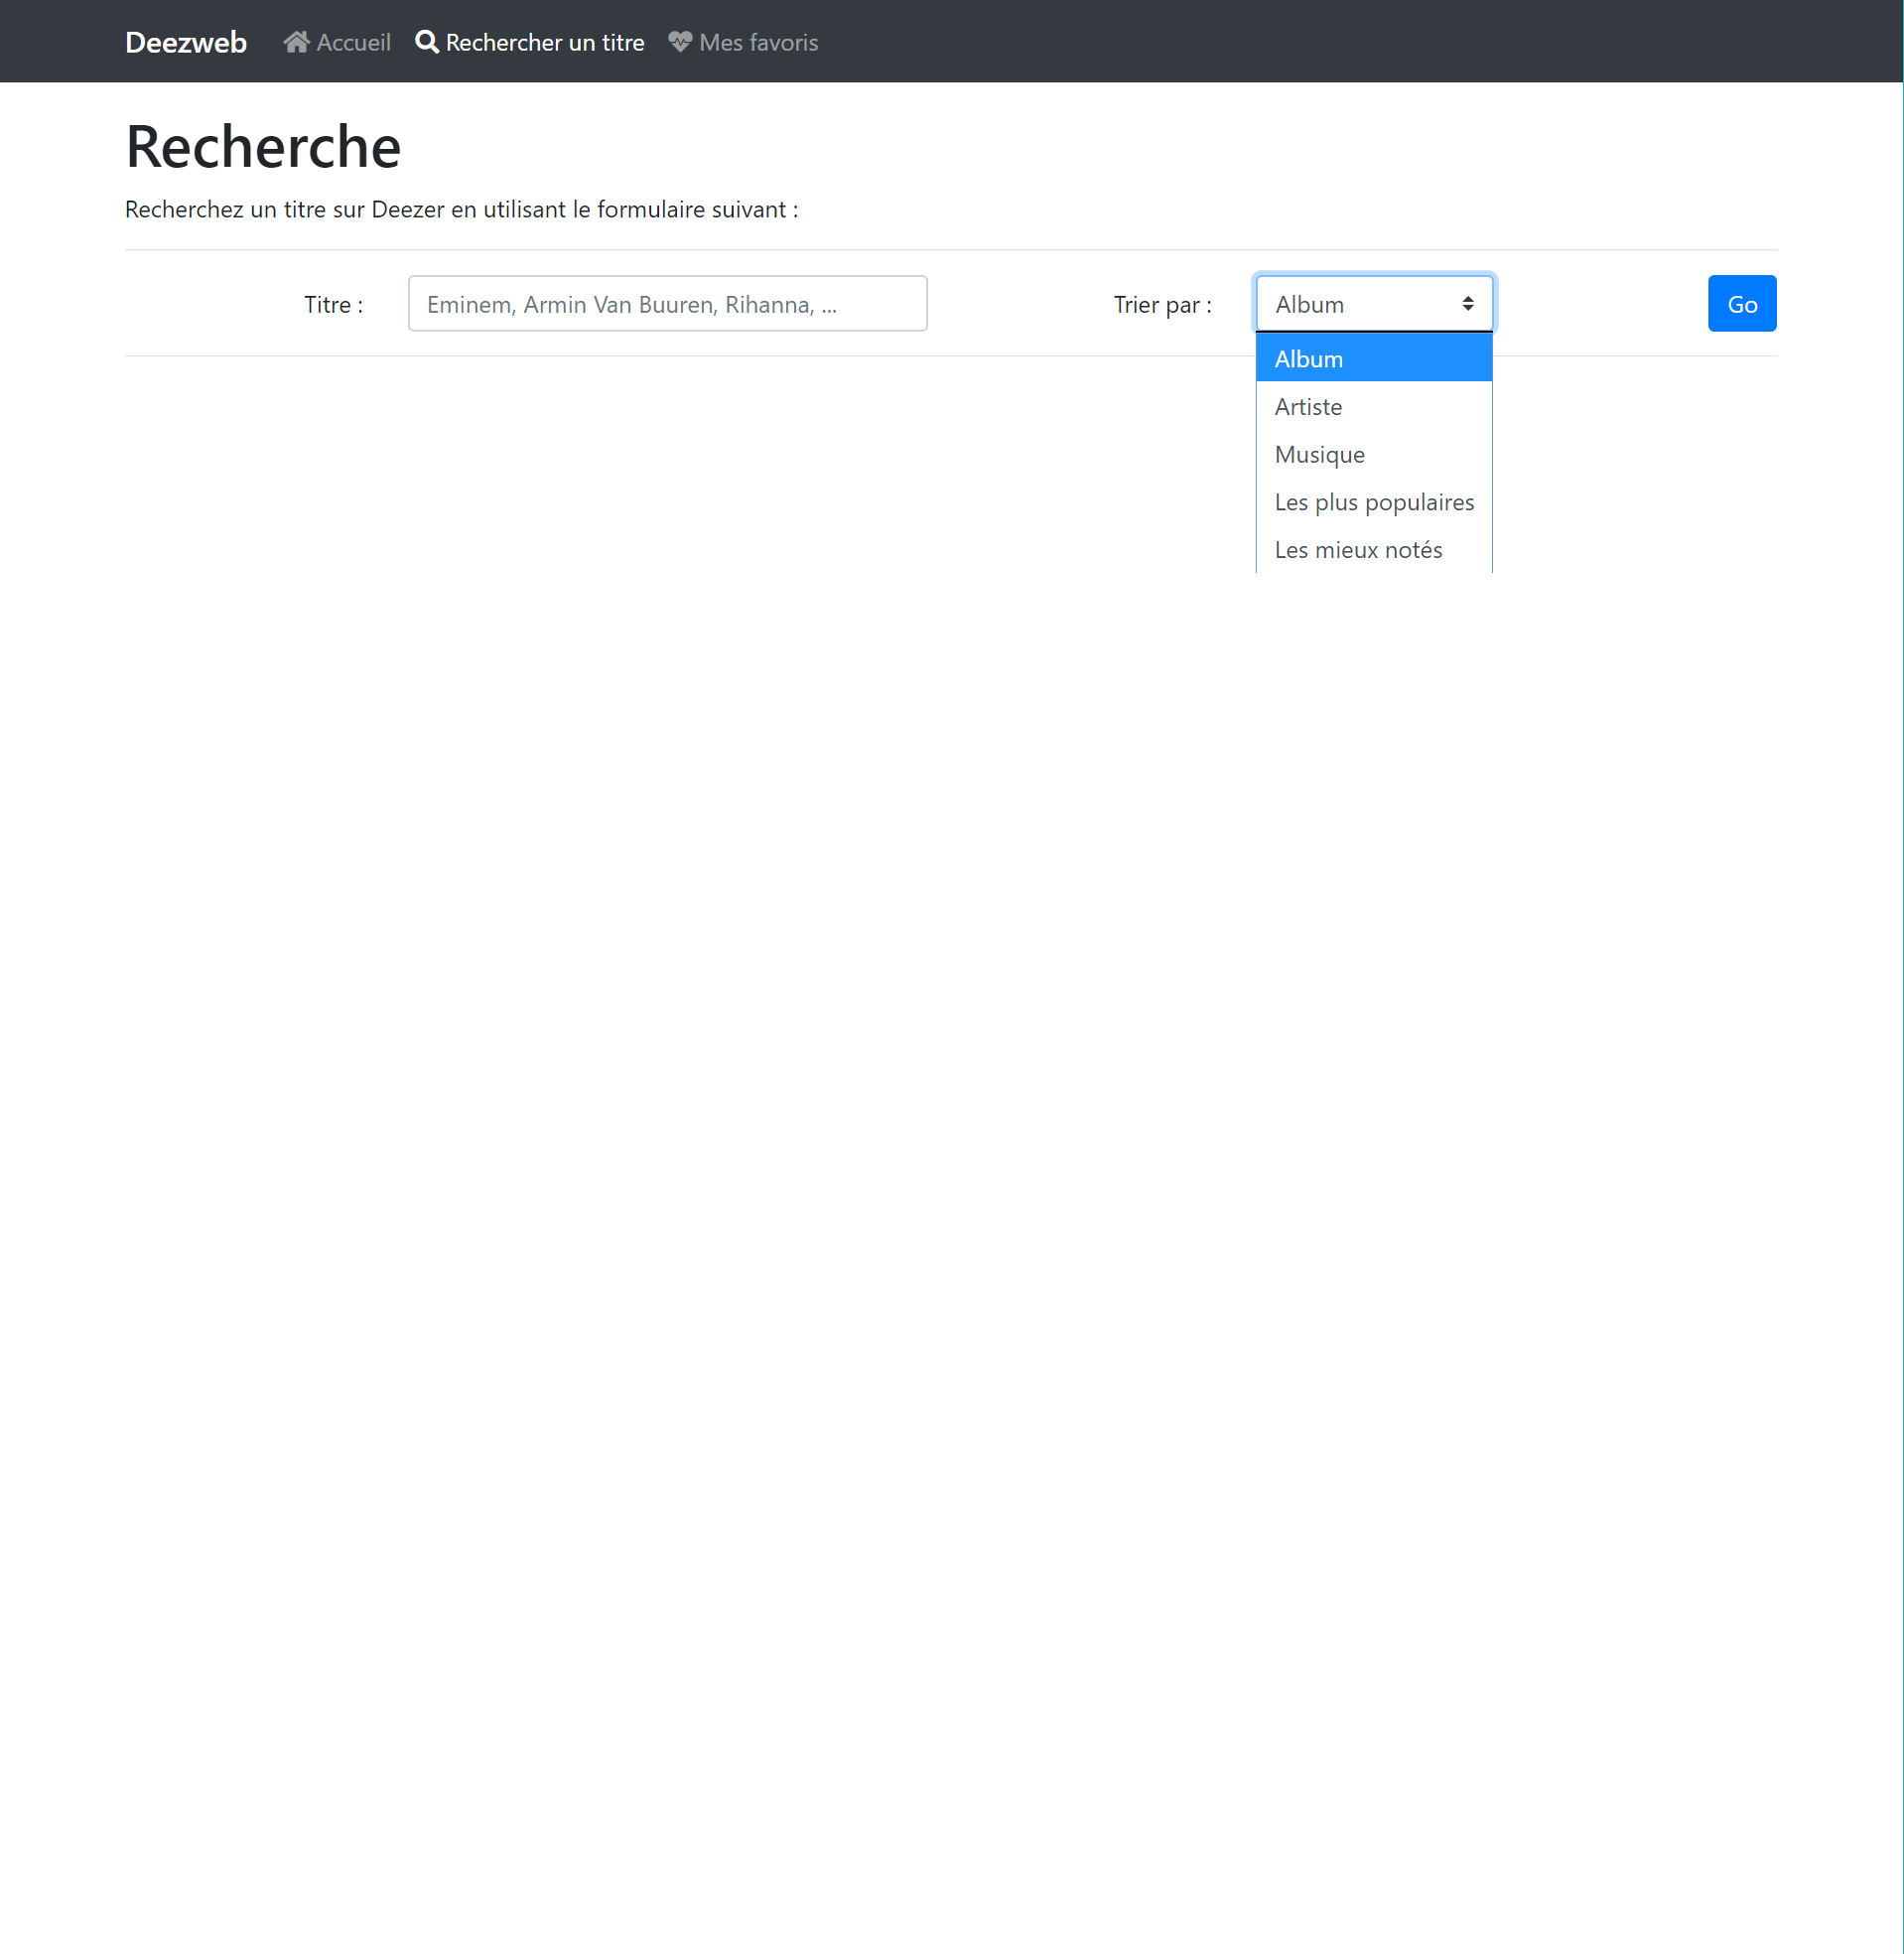 Deezweb Accueil Rechercher un titre Mes favoris
Recherche
Recherchez un titre sur Deezer en utilisant le formulaire suivant :
Titre : Eminem, Armin Van Buuren, Rihanna, ... Trier par : Album Go
Album
Artiste
Musique
Les plus populaires
Les mieux notés